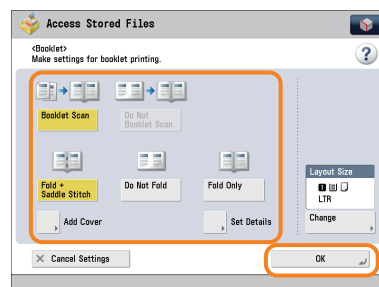 Access Stored Files
<Booklet>
Make settings for booklet printing.
?
Booklet Scan
Do Not
Booklet Scan
Fold +
Saddle Stitch
Do Not Fold
Fold Only
Add Cover
Set Details
Layout Size
1
LTR
Change
Cancel Settings
OK